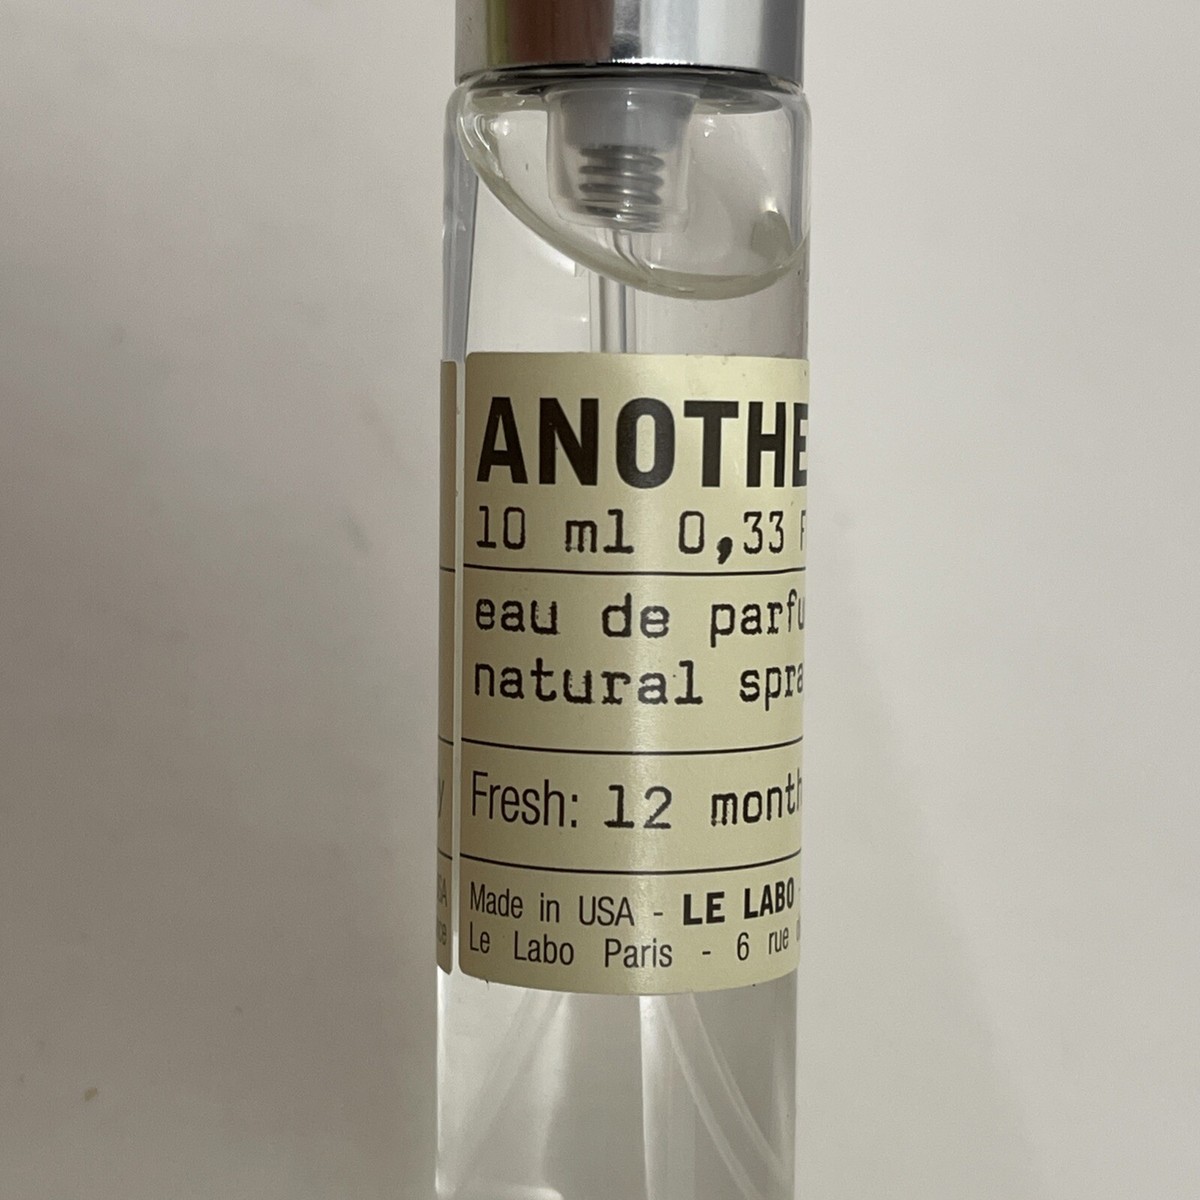 ANOTHE
10 ml 0,33 F
eau de parfu
natural spra
Fresh: 12 month
Made in USA - LE LABO -
Le Labo Paris - 6 rue